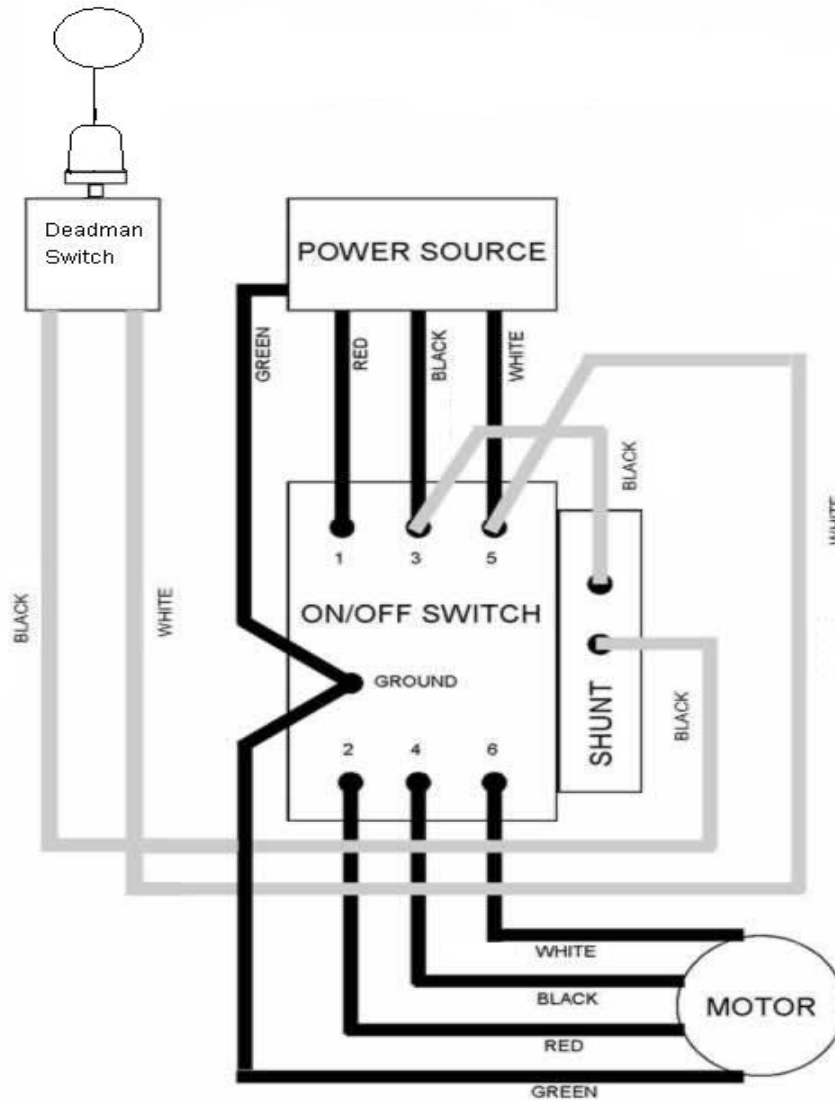 Deadman
Switch
POWER SOURCE
GREEN
RED
BLACK
WHITE
BLACK
WHITE
1
3
5
ON/OFF SWITCH
BLACK
WHITE
GROUND
SHUNT
BLACK
2
4
6
WHITE
BLACK
MOTOR
RED
GREEN